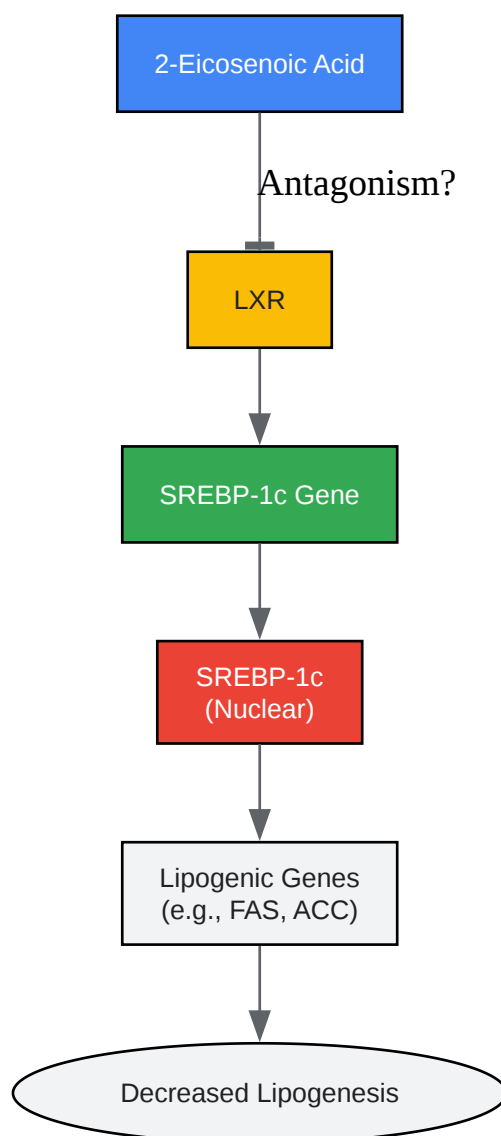 2-Eicosenoic Acid
Antagonism?
LXR
SREBP-1c Gene
SREBP-1c
(Nuclear)
Lipogenic Genes
(e.g., FAS, ACC)
Decreased Lipogenesis